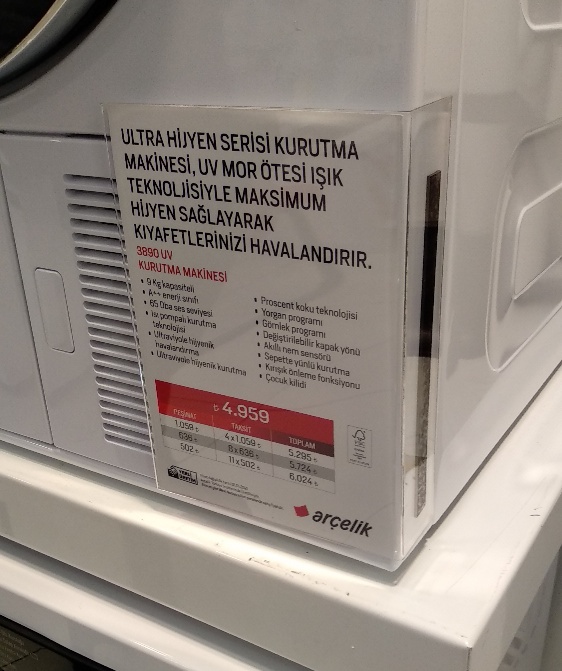 ULTRA HİJYEN SERİSİ KURUTMA
MAKİNESİ, UV MOR ÖTESİ IŞIK
TEKNOLJİSİYLE MAKSİMUM
HİJYEN SAĞLAYARAK
KIYAFETLERİNİZİ HAVALANDIRIR.
3890 UV
KURUTMA MAKİNESİ
• 9 Kg kapasiteli
• A++ enerji sınıfı
• 65 Dba ses seviyesi
• Isı pompalı kurutma
teknolojisi
• Ultraviyole hijyenik
havalandırma
• Ultraviyole hijyenik kurutma
• Proscent koku teknolojisi
• Yorgan programı
• Gömlek programı
• Değiştirilebilir kapak yönü
• Akıllı nem sensörü
• Sepette yünlü kurutma
• Kırışık önleme fonksiyonu
• Çocuk kilidi
₺ 4.959
PEŞİNAT TAKSİT TOPLAM
1.059 ₺ 4 x 1.059 ₺ 5.295 ₺
636 ₺ 8 x 636 ₺ 5.724 ₺
502 ₺ 11 x 502 ₺ 6.024 ₺
YERLİ
ÜRETİM
arçelik